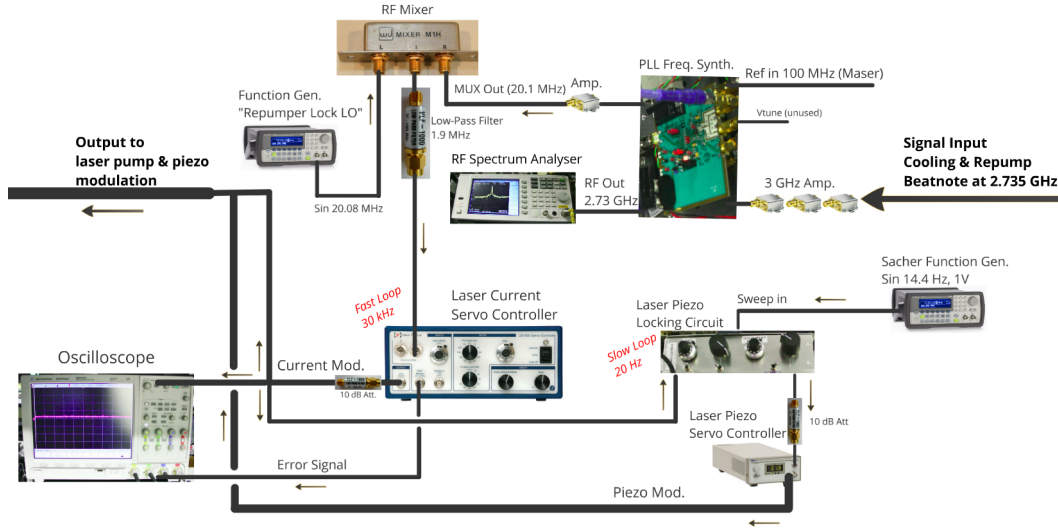 RF Mixer
MIXER M1H
L I R
PLL Freq. Synth.
Ref in 100 MHz (Maser)
MUX Out (20.1 MHz)
Amp.
Function Gen.
"Repumper Lock LO"
Low-Pass Filter
1.9 MHz
Vtune (unused)
Output to
laser pump & piezo
modulation
RF Spectrum Analyser
RF Out
2.73 GHz
3 GHz Amp.
Signal Input
Cooling & Repump
Beatnote at 2.735 GHz
Sin 20.08 MHz
Sacher Function Gen.
Sin 14.4 Hz, 1V
Fast Loop
30 kHz
Laser Current
Servo Controller
Laser Piezo
Locking Circuit
Sweep in
Slow Loop
20 Hz
Oscilloscope
Current Mod.
10 dB Att.
10 dB Att
Laser Piezo
Servo Controller
Error Signal
Piezo Mod.